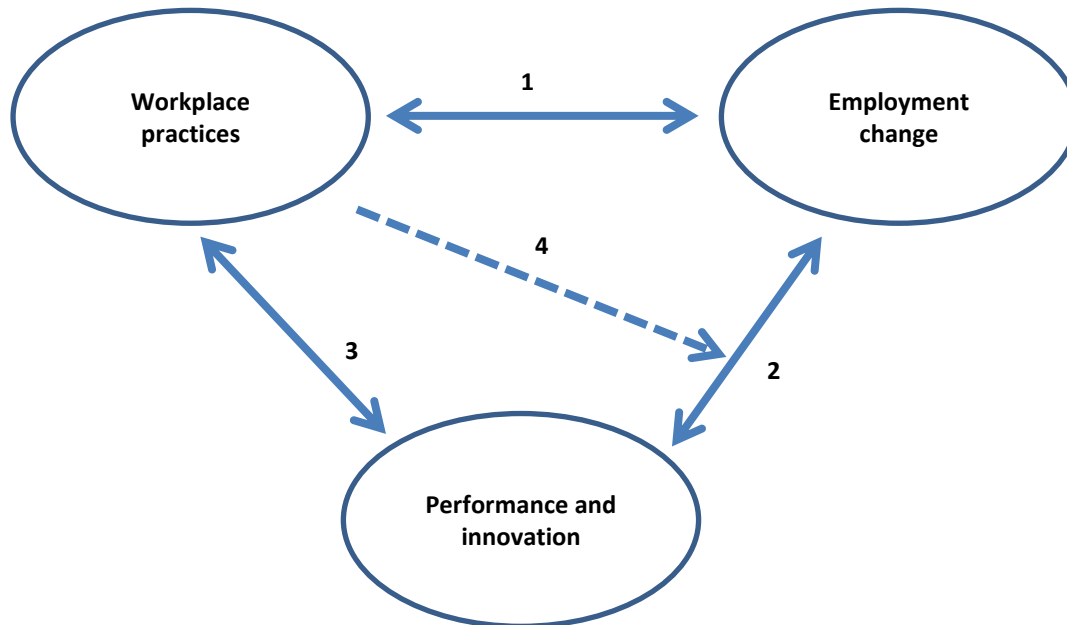 1
Workplace
practices
Employment
change
4
3
2
Performance and
innovation